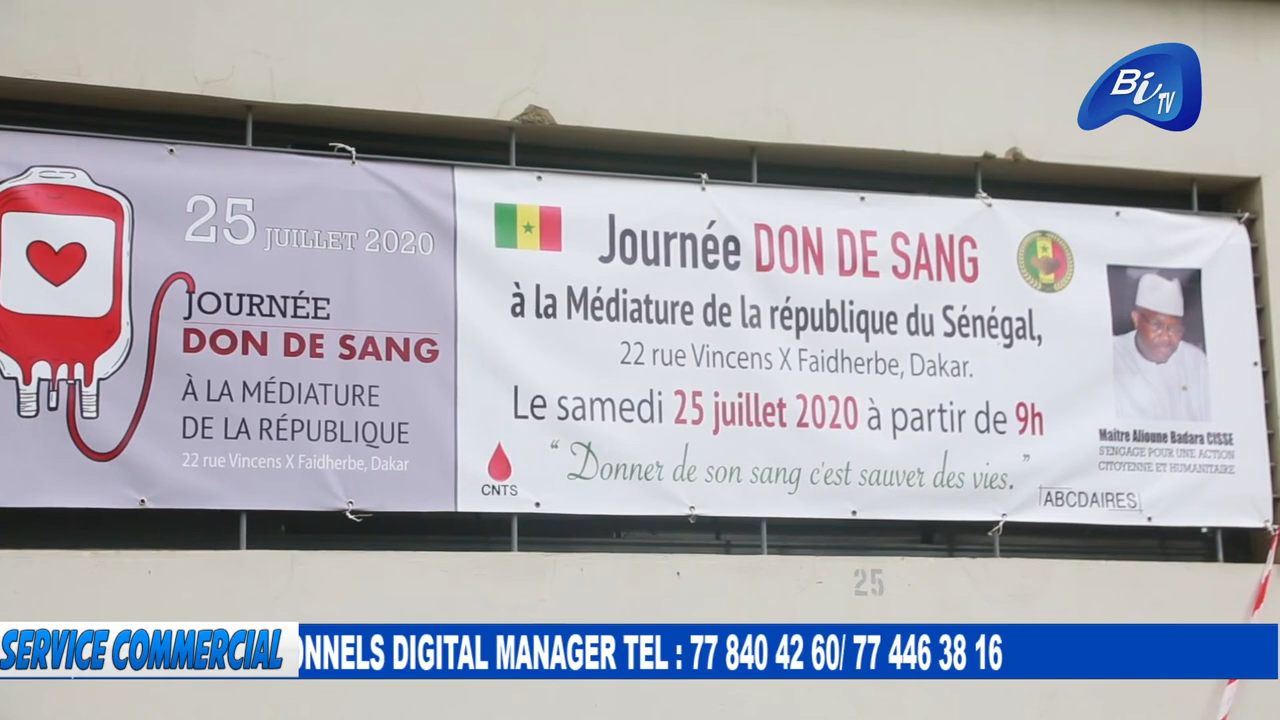 Bi TV
25 JUILLET 2020
JOURNÉE
DON DE SANG
À LA MÉDIATURE
DE LA RÉPUBLIQUE
22 rue Vincens X Faidherbe, Dakar
Journée DON DE SANG
à la Médiature de la république du Sénégal,
22 rue Vincens X Faidherbe, Dakar.
Le samedi 25 juillet 2020 à partir de 9h
“ Donner de son sang c'est sauver des vies. ”
CNTS
Maître Alioune Badara CISSE
S'ENGAGE POUR UNE ACTION
CITOYENNE ET HUMANITAIRE
ABCDAIRES
25
SERVICE COMMERCIAL
ONNELS DIGITAL MANAGER TEL : 77 840 42 60/ 77 446 38 16